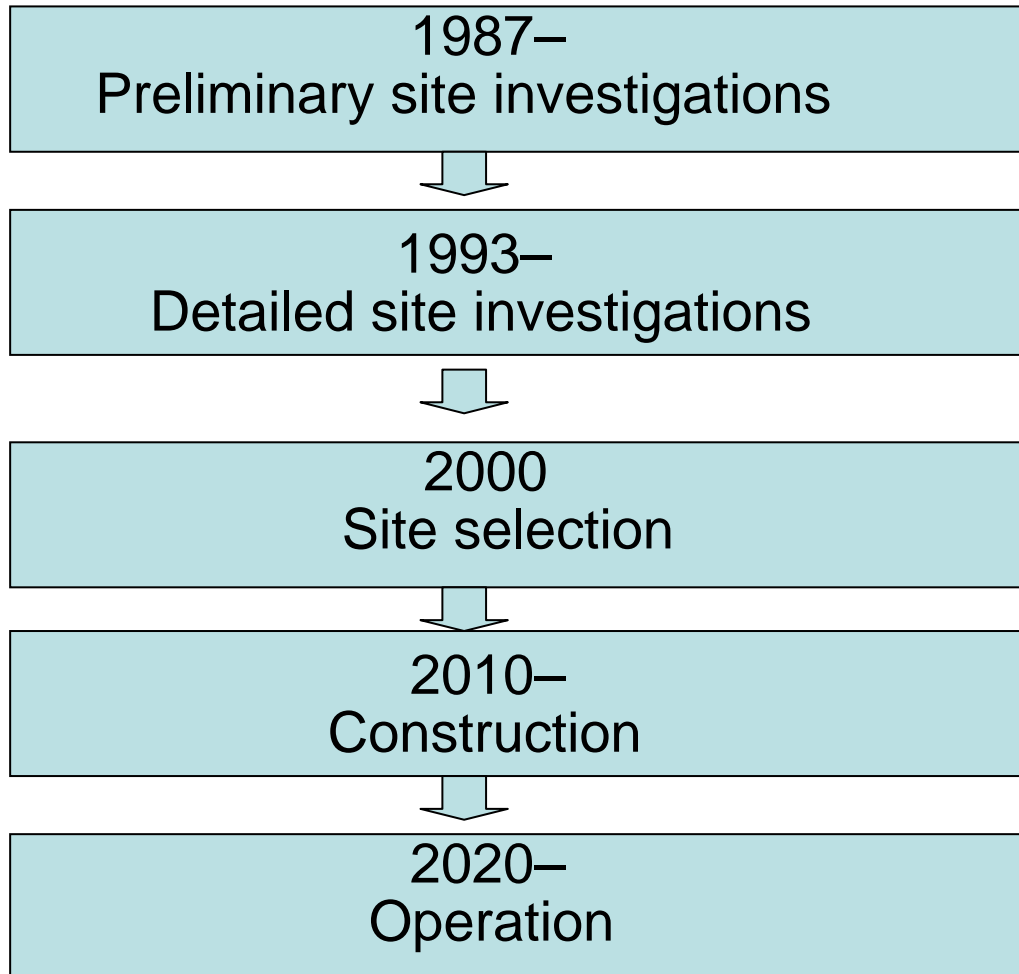 1987–
Preliminary site investigations
1993–
Detailed site investigations
2000
Site selection
2010–
Construction
2020–
Operation